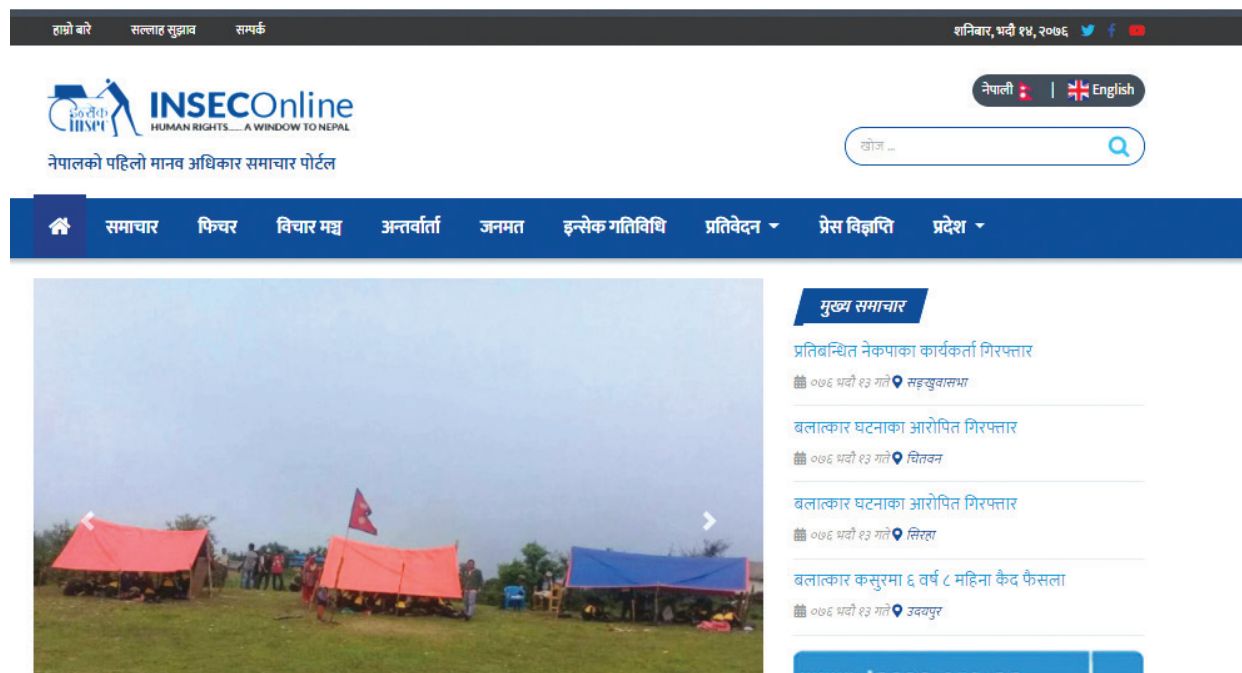 हाम्रो बारे सल्लाह सुझाव सम्पर्क शनिबार, भदौ १४, २०७६
इन्सेक
INSEC
INSECOnline
HUMAN RIGHTS..... A WINDOW TO NEPAL
नेपालको पहिलो मानव अधिकार समाचार पोर्टल
नेपाली | English
खोज ...
समाचार फिचर विचार मञ्च अन्तर्वार्ता जनमत इन्सेक गतिविधि प्रतिवेदन प्रेस विज्ञप्ति प्रदेश
मुख्य समाचार
प्रतिबन्धित नेकपाका कार्यकर्ता गिरफ्तार
०७६ भदौ १३ गते सङ्खुवासभा
बलात्कार घटनाका आरोपित गिरफ्तार
०७६ भदौ १३ गते चितवन
बलात्कार घटनाका आरोपित गिरफ्तार
०७६ भदौ १३ गते सिरहा
बलात्कार कसुरमा ६ वर्ष ८ महिना कैद फैसला
०७६ भदौ १३ गते उदयपुर